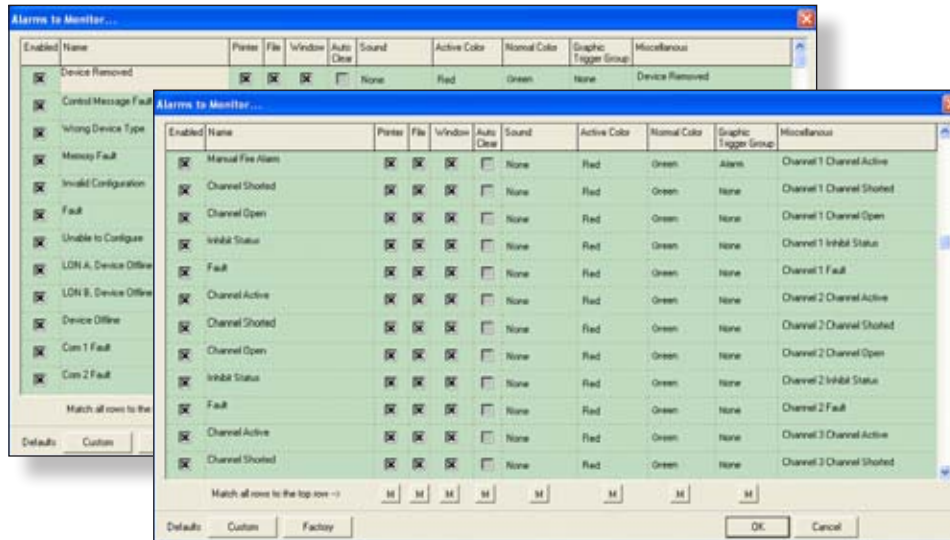 Alarms to Monitor...
Enabled Name Printer File Window Auto Clear Sound Active Color Normal Color Graphic Trigger Group Miscellanous
Device Removed None Red Green None Device Removed
Control Message Fault
Wrong Device Type
Memory Fault
Invalid Configuration
Fault
Unable to Configure
LON A, Device Offline
LON B, Device Offline
Device Offline
Com 1 Fault
Com 2 Fault
Match all rows to the
Defaults Custom
Alarms to Monitor...
Enabled Name Printer File Window Auto Clear Sound Active Color Normal Color Graphic Trigger Group Miscellanous
Manual Fire Alarm None Red Green Alarm Channel 1 Channel Active
Channel Shorted None Red Green None Channel 1 Channel Shorted
Channel Open None Red Green None Channel 1 Channel Open
Inhibit Status None Red Green None Channel 1 Inhibit Status
Fault None Red Green None Channel 1 Fault
Channel Active None Red Green None Channel 2 Channel Active
Channel Shorted None Red Green None Channel 2 Channel Shorted
Channel Open None Red Green None Channel 2 Channel Open
Inhibit Status None Red Green None Channel 2 Inhibit Status
Fault None Red Green None Channel 2 Fault
Channel Active None Red Green None Channel 3 Channel Active
Channel Shorted None Red Green None Channel 3 Channel Shorted
Match all rows to the top row --> M M M M M M M M
Defaults Custom Factory OK Cancel